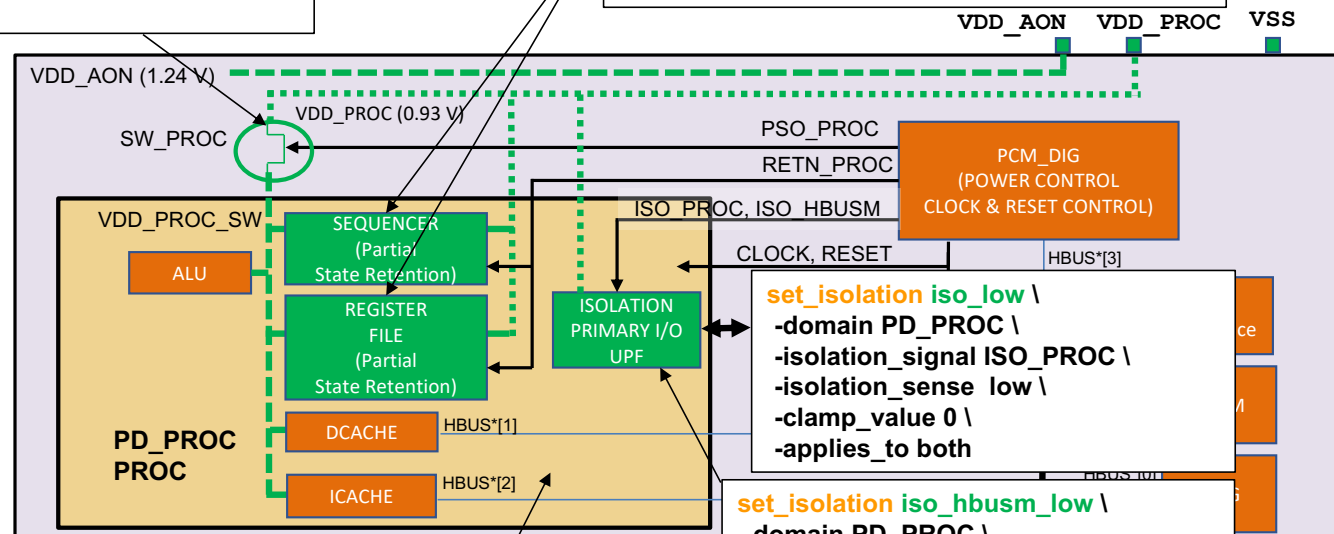 VDD_AON VDD_PROC VSS
VDD_AON (1.24 V)
VDD_PROC (0.93 V)
SW_PROC
PSO_PROC
RETN_PROC
ISO_PROC, ISO_HBUSM
CLOCK, RESET
PCM_DIG
(POWER CONTROL
CLOCK & RESET CONTROL)
HBUS*[3]
VDD_PROC_SW
ALU
SEQUENCER
(Partial
State Retention)
REGISTER
FILE
(Partial
State Retention)
ISOLATION
PRIMARY I/O
UPF
DCACHE
HBUS*[1]
ICACHE
HBUS*[2]
PD_PROC
PROC
set_isolation iso_low \
-domain PD_PROC \
-isolation_signal ISO_PROC \
-isolation_sense low \
-clamp_value 0 \
-applies_to both
ce
set_isolation iso_hbusm_low \
domain PD_PROC \